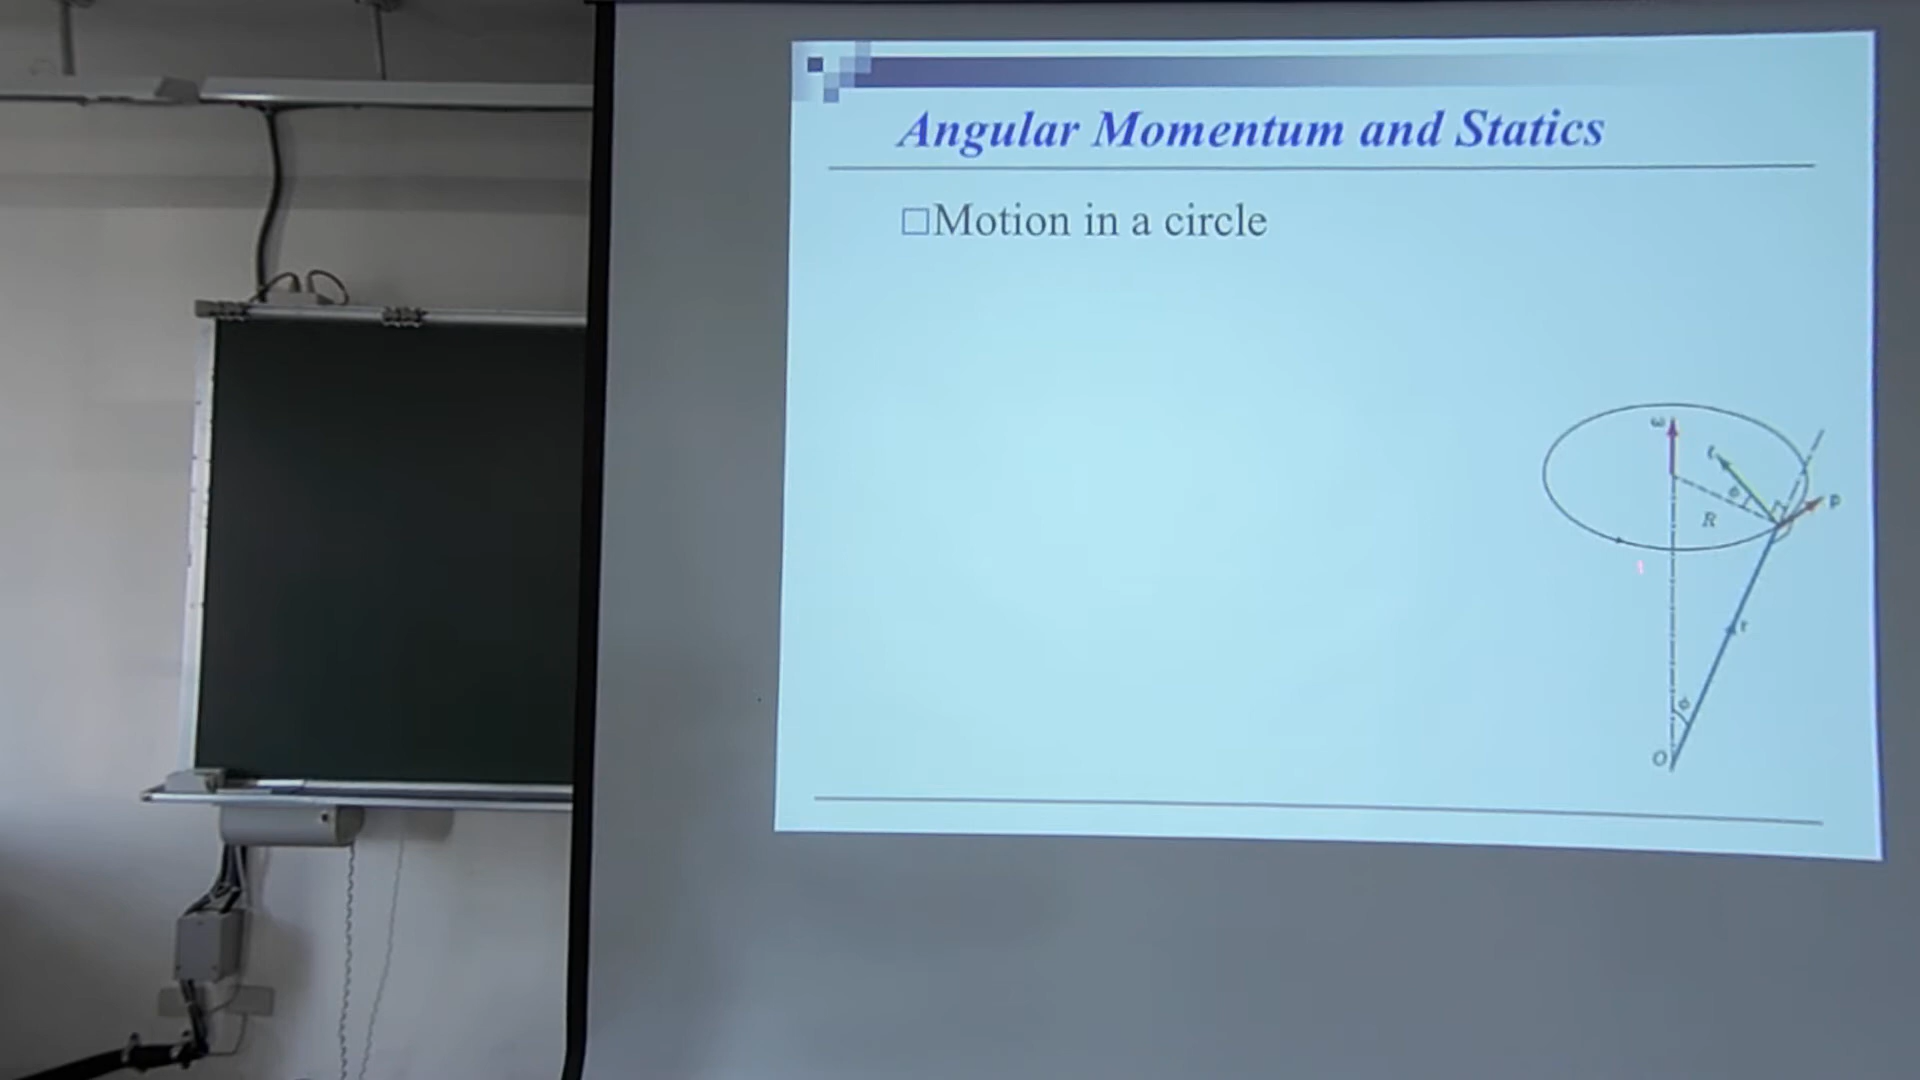 Angular Momentum and Statics
Motion in a circle
ω
ℓ
ϕ
R
p
r
ϕ
O